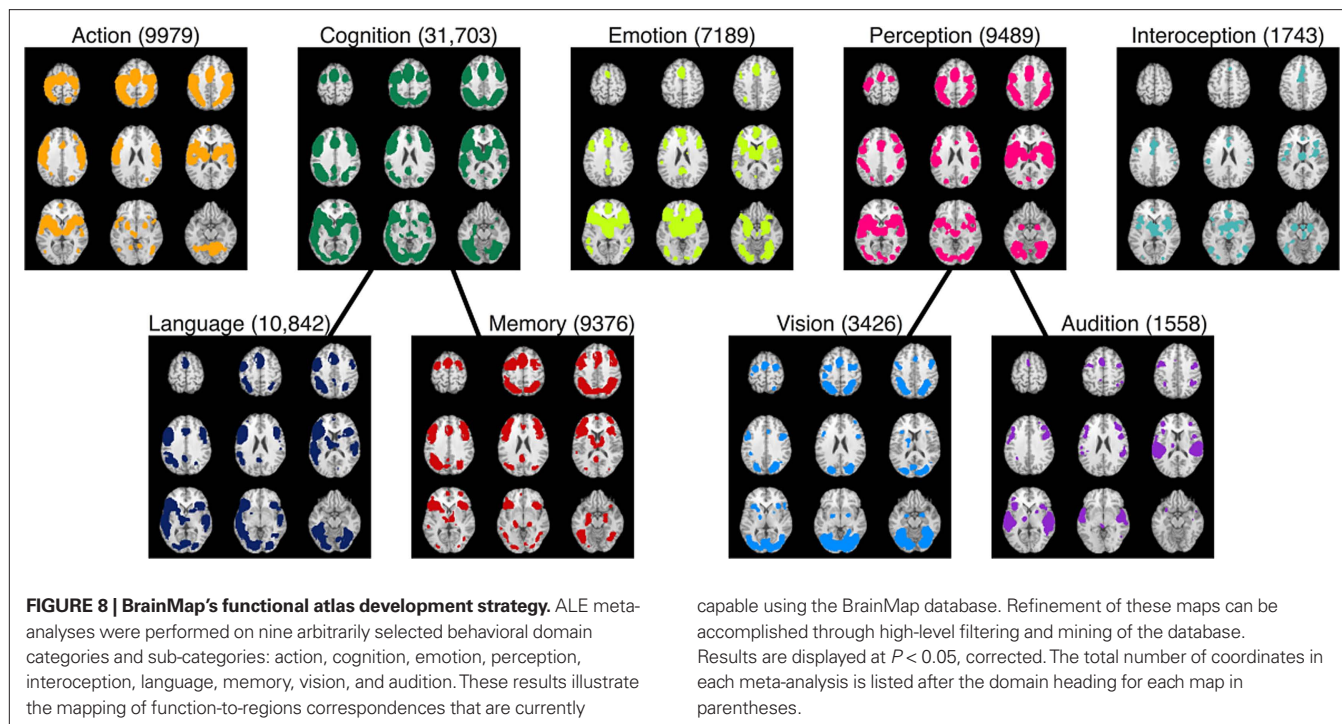 Action (9979)
Cognition (31,703)
Emotion (7189)
Perception (9489)
Interoception (1743)
Language (10,842)
Memory (9376)
Vision (3426)
Audition (1558)
FIGURE 8 | BrainMap's functional atlas development strategy. ALE meta-
analyses were performed on nine arbitrarily selected behavioral domain
categories and sub-categories: action, cognition, emotion, perception,
interoception, language, memory, vision, and audition. These results illustrate
the mapping of function-to-regions correspondences that are currently
capable using the BrainMap database. Refinement of these maps can be
accomplished through high-level filtering and mining of the database.
Results are displayed at P < 0.05, corrected. The total number of coordinates in
each meta-analysis is listed after the domain heading for each map in
parentheses.